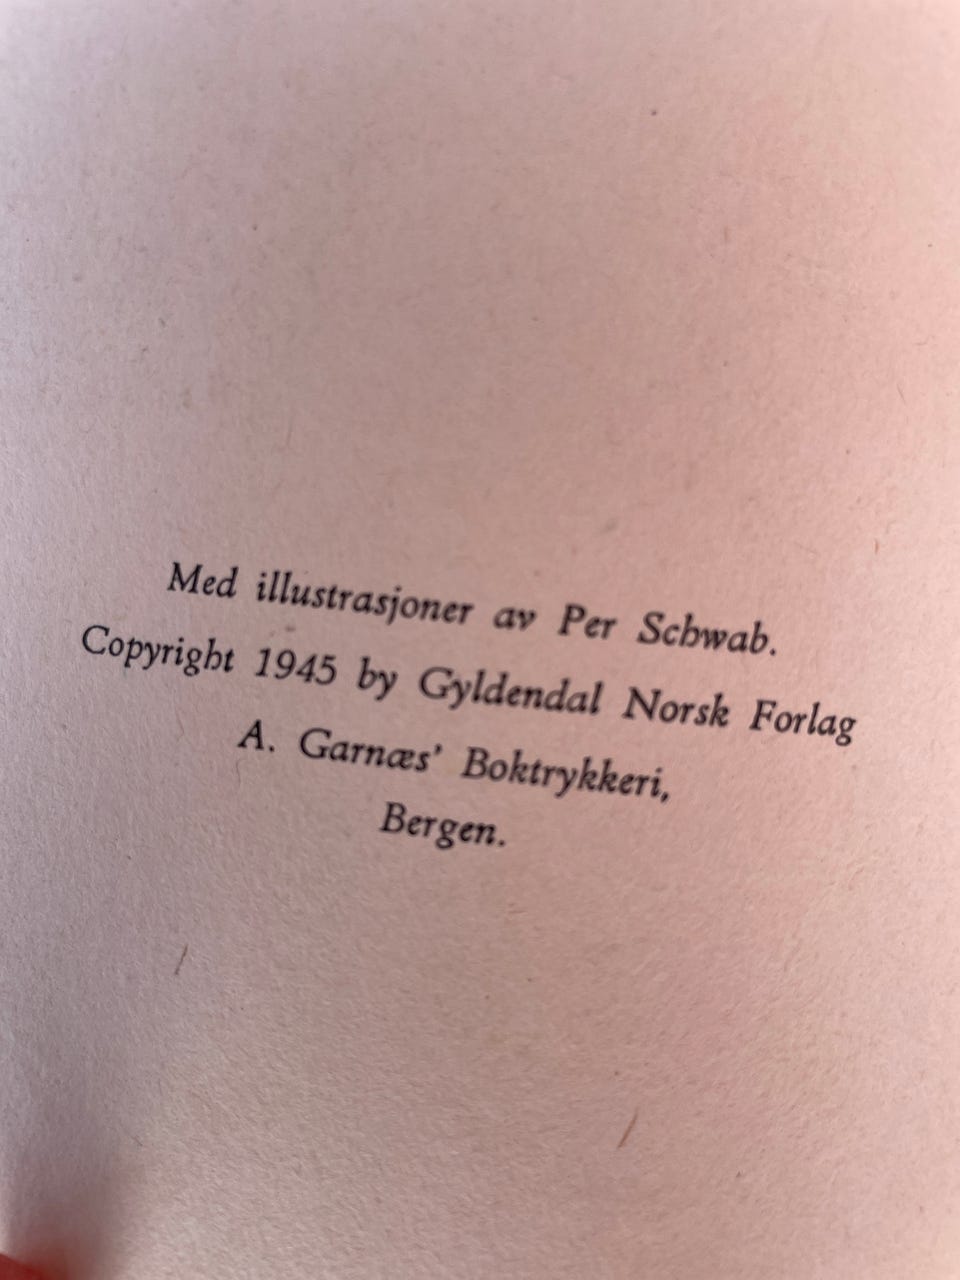 Med illustrasjoner av Per Schwab.
Copyright 1945 by Gyldendal Norsk Forlag
A. Garnæs’ Boktrykkeri,
Bergen.